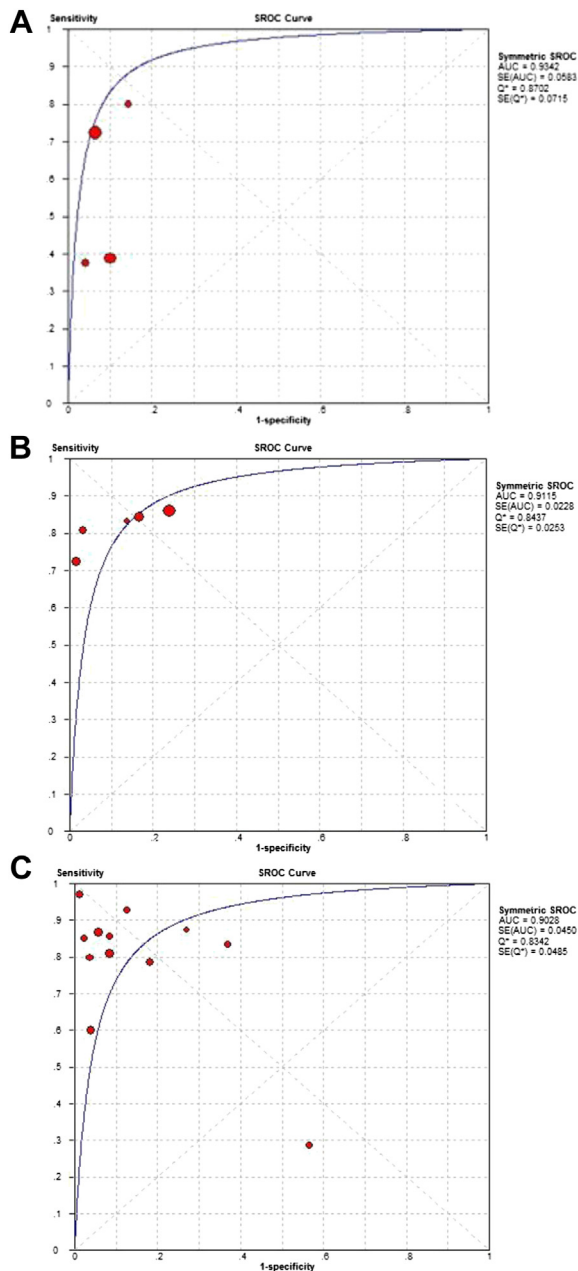 A
Sensitivity SROC Curve
1
.9
.8
.7
.6
.5
.4
.3
.2
.1
0
0 .2 .4 .6 .8 1
1-specificity
Symmetric SROC
AUC = 0.9342
SE(AUC) = 0.0583
Q* = 0.8702
SE(Q*) = 0.0715
B
Sensitivity SROC Curve
1
.9
.8
.7
.6
.5
.4
.3
.2
.1
0
0 .2 .4 .6 .8 1
1-specificity
Symmetric SROC
AUC = 0.9115
SE(AUC) = 0.0228
Q* = 0.8437
SE(Q*) = 0.0253
C
Sensitivity SROC Curve
1
.9
.8
.7
.6
.5
.4
.3
.2
.1
0
0 .2 .4 .6 .8 1
1-specificity
Symmetric SROC
AUC = 0.9028
SE(AUC) = 0.0450
Q* = 0.8342
SE(Q*) = 0.0485